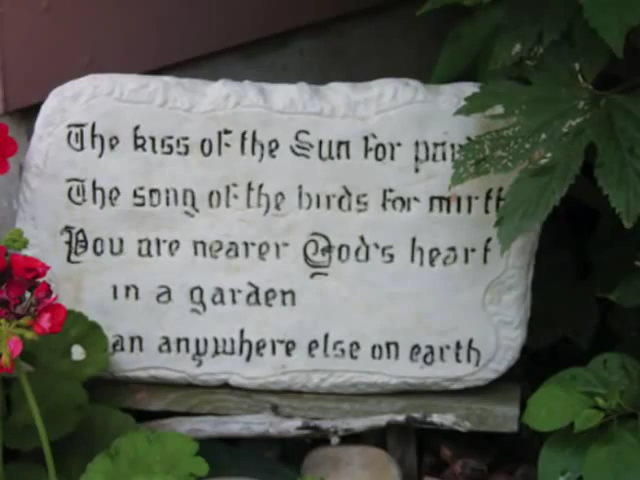 The kiss of the Sun for
The song of the birds for mirth
You are nearer God's heart
in a garden
an anywhere else on earth